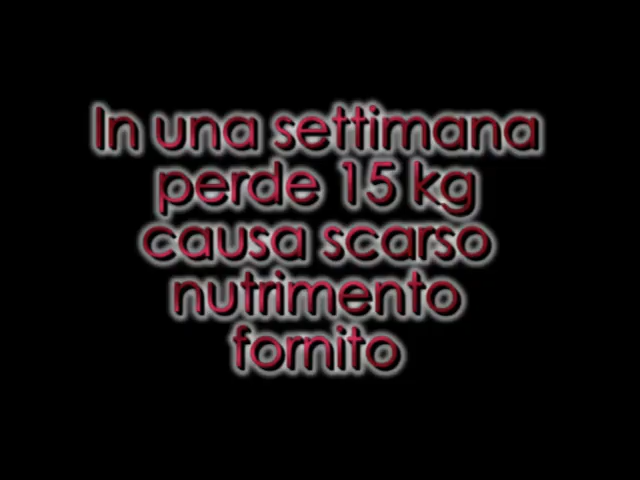 In una settimana
perde 15 kg
causa scarso
nutrimento
fornito